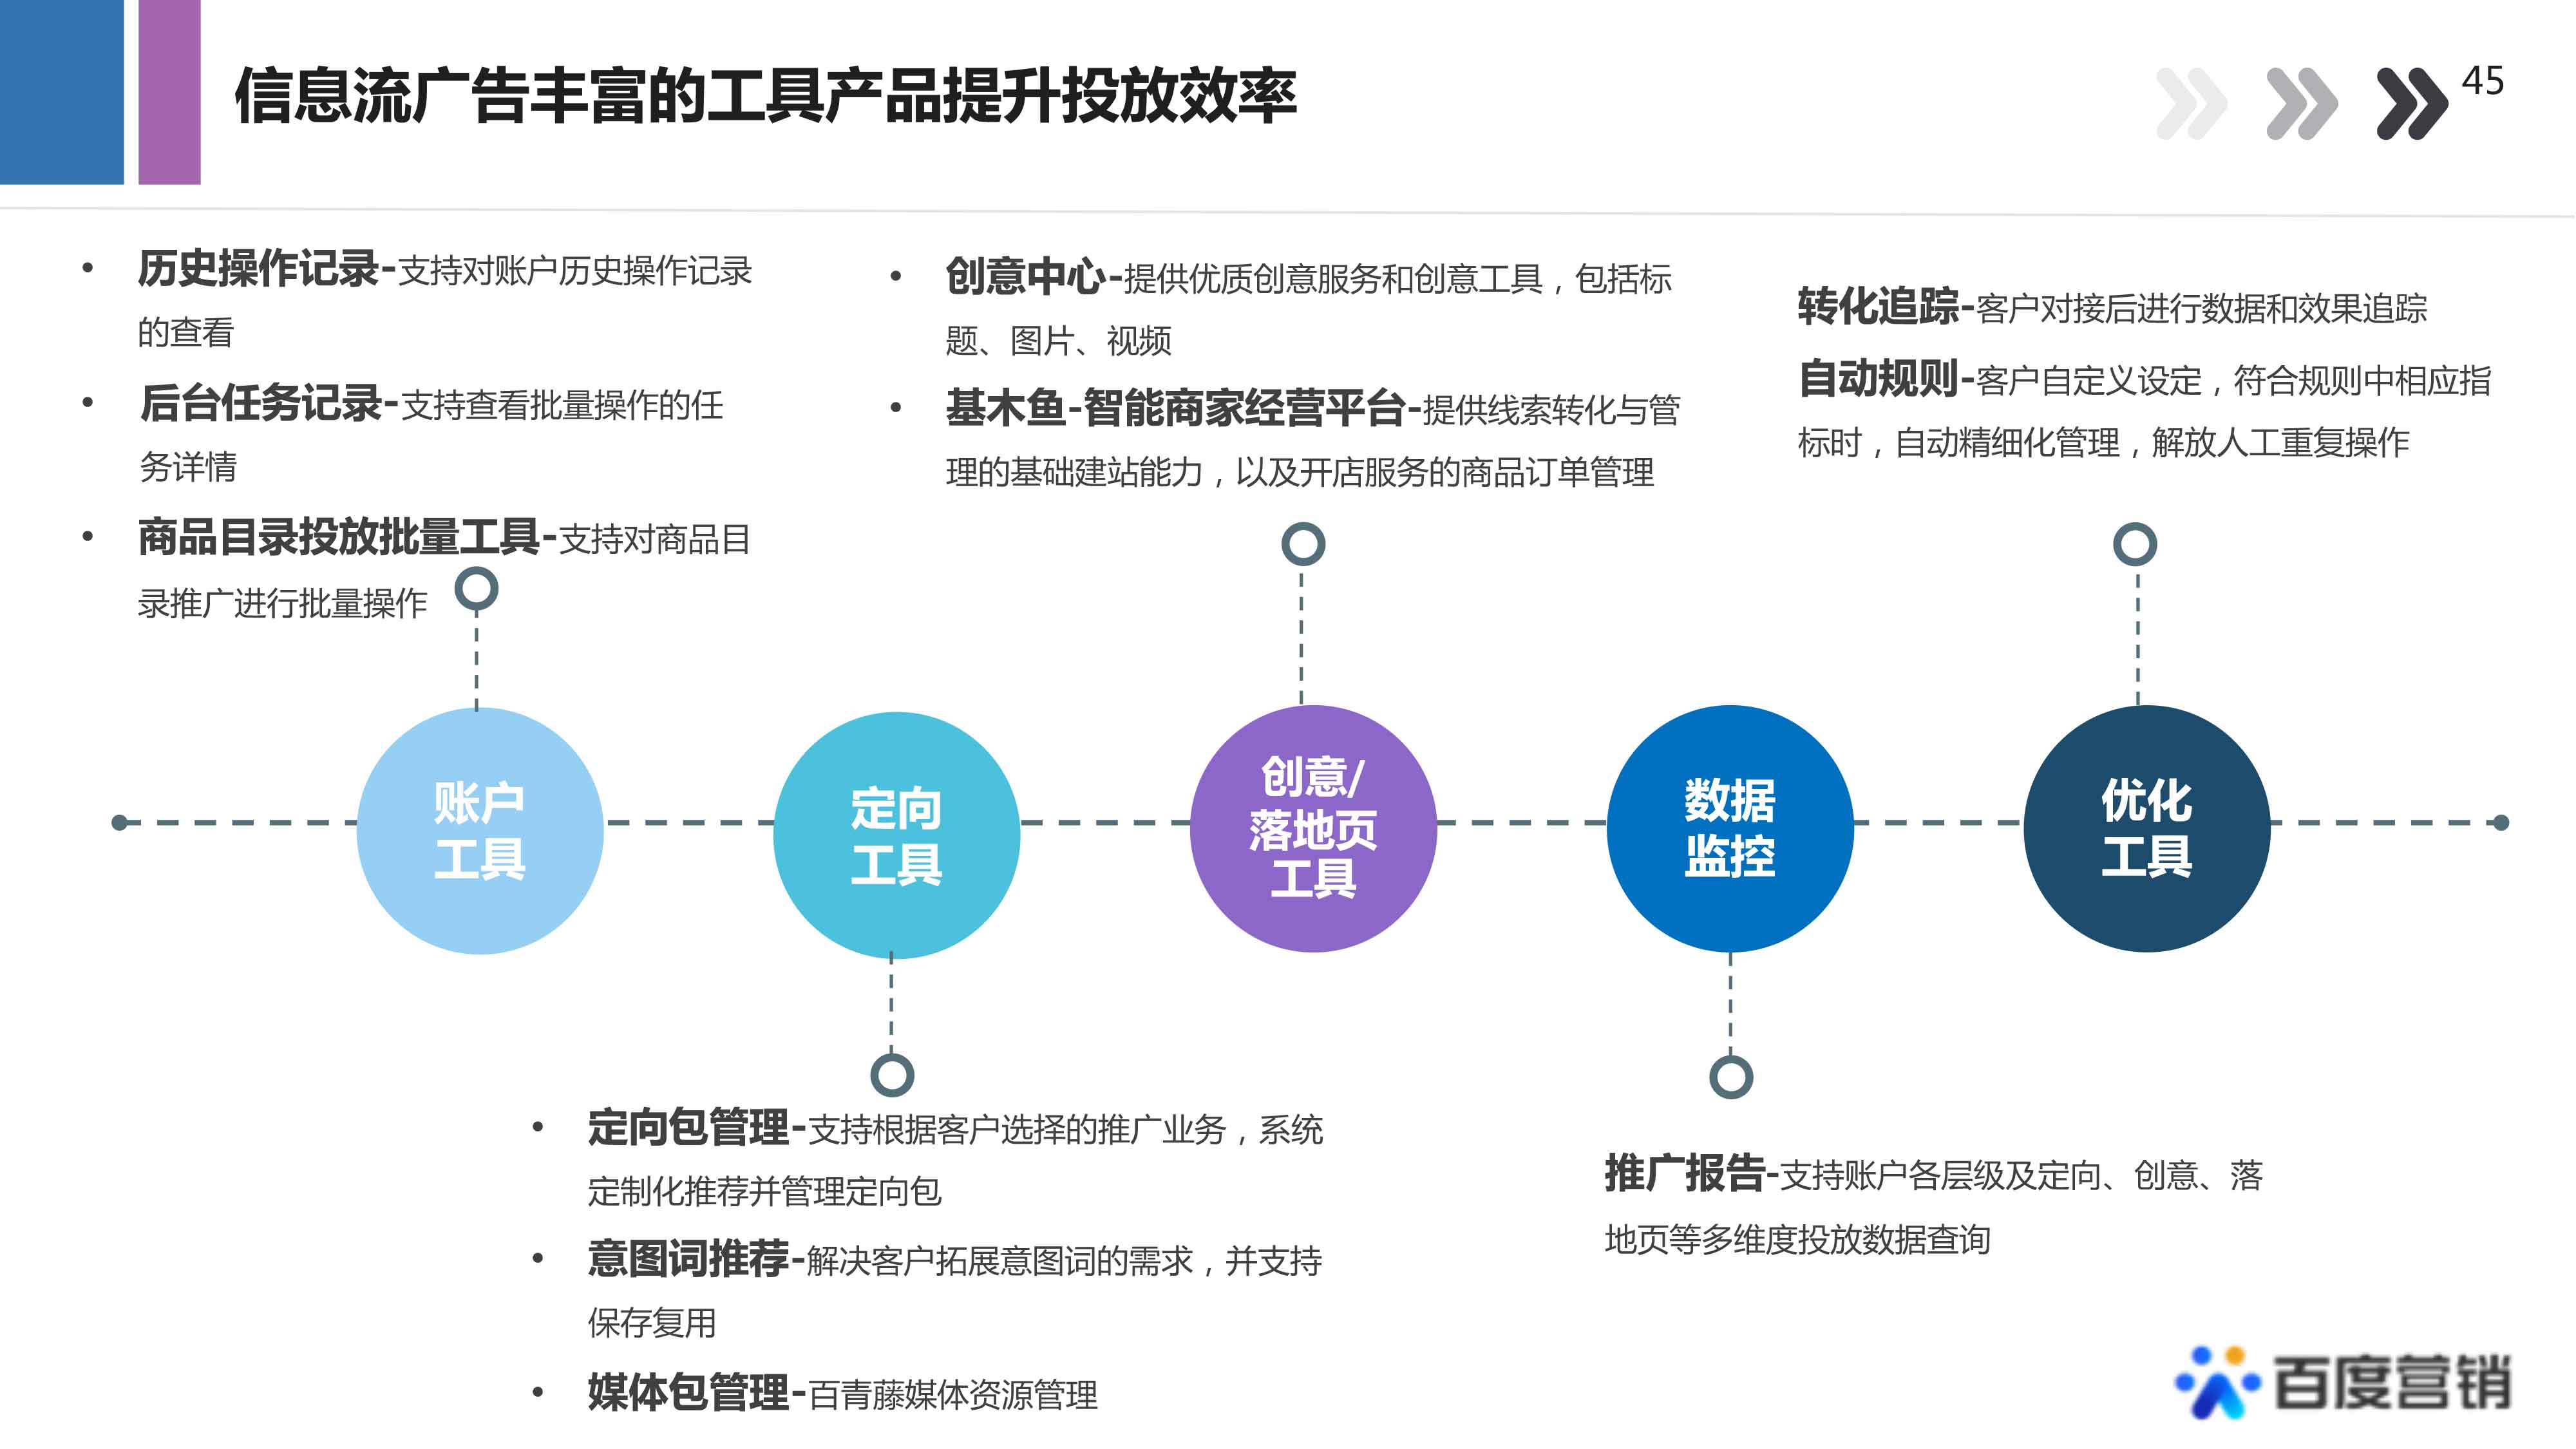 信息流广告丰富的工具产品提升投放效率
45
• 历史操作记录-支持对账户历史操作记录
的查看
• 后台任务记录-支持查看批量操作的任
务详情
• 商品目录投放批量工具-支持对商品目
录推广进行批量操作
• 创意中心-提供优质创意服务和创意工具，包括标
题、图片、视频
• 基木鱼-智能商家经营平台-提供线索转化与管
理的基础建站能力，以及开店服务的商品订单管理
转化追踪-客户对接后进行数据和效果追踪
自动规则-客户自定义设定，符合规则中相应指
标时，自动精细化管理，解放人工重复操作
账户
工具
定向
工具
创意/
落地页
工具
数据
监控
优化
工具
• 定向包管理-支持根据客户选择的推广业务，系统
定制化推荐并管理定向包
• 意图词推荐-解决客户拓展意图词的需求，并支持
保存复用
• 媒体包管理-百青藤媒体资源管理
推广报告-支持账户各层级及定向、创意、落
地页等多维度投放数据查询
百度营销